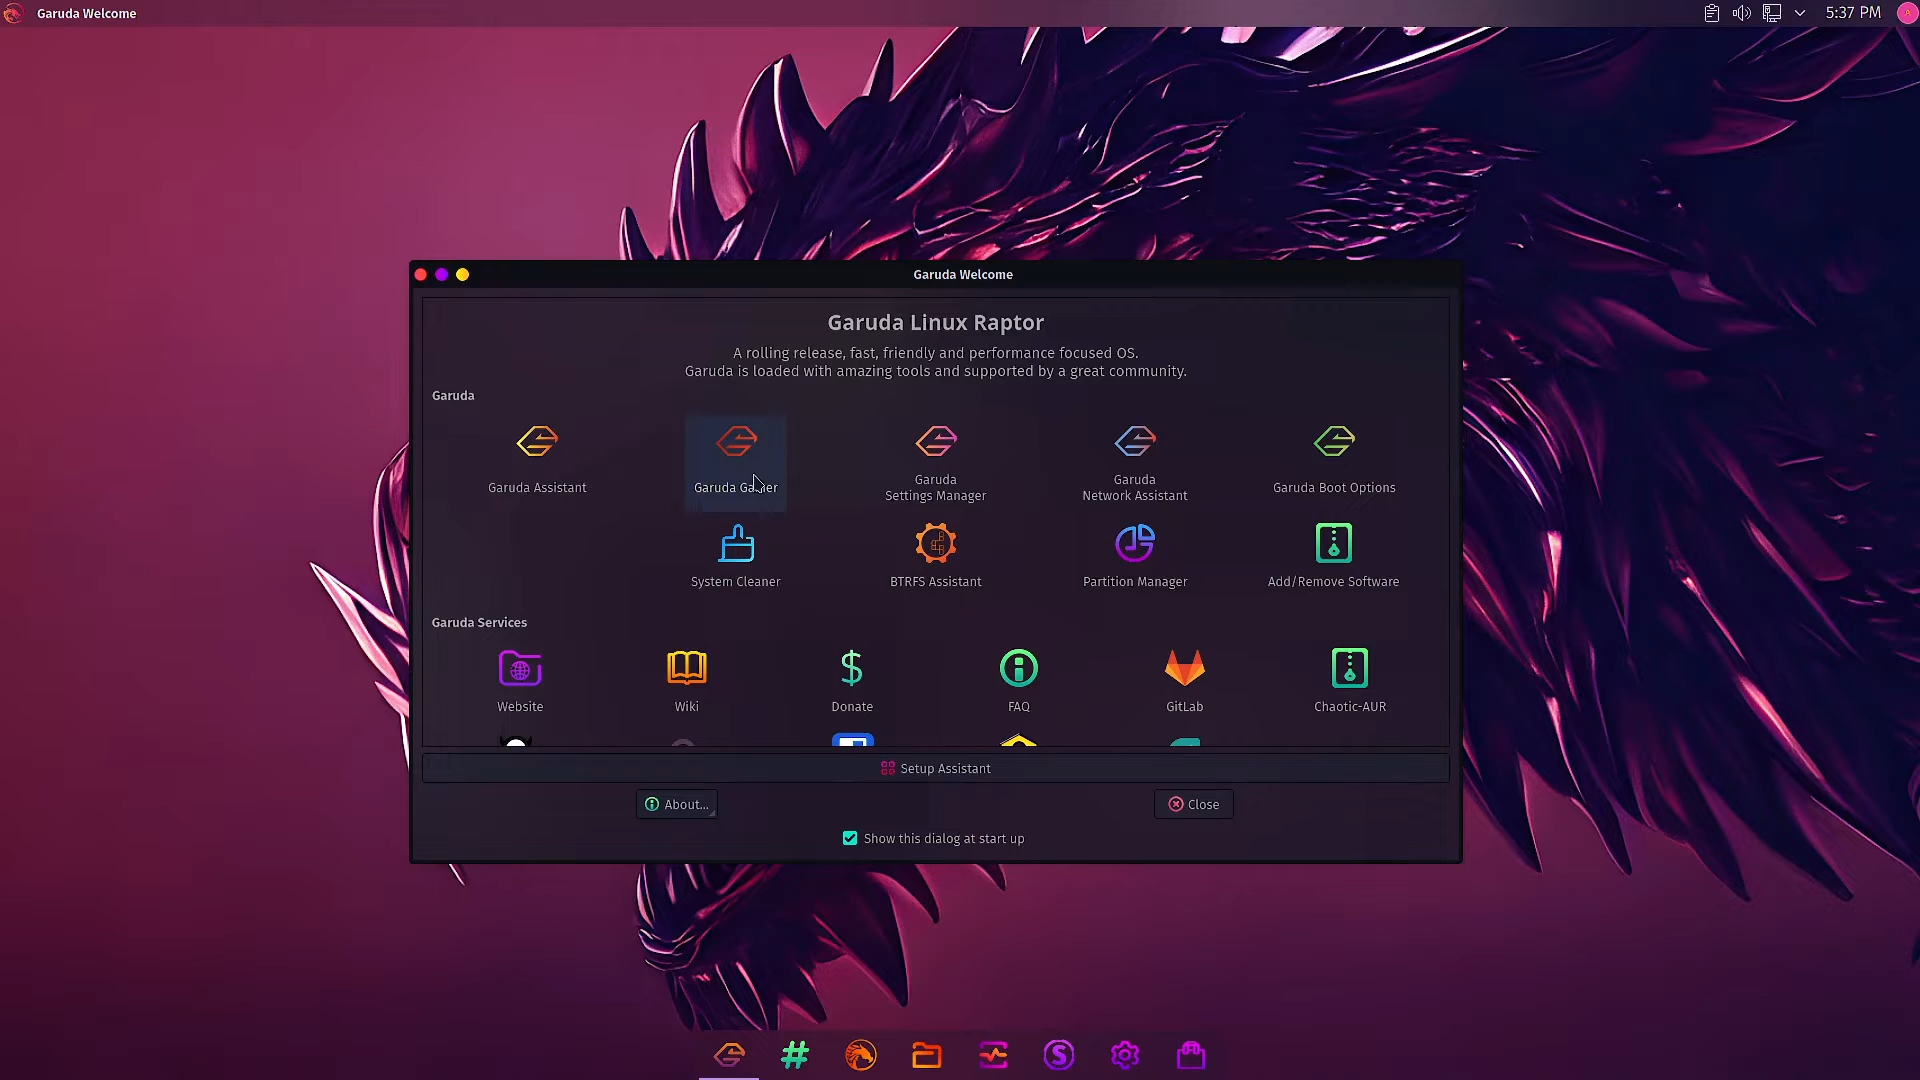 Garuda Welcome
5:37 PM
Garuda Welcome
Garuda Linux Raptor
A rolling release, fast, friendly and performance focused OS.
Garuda is loaded with amazing tools and supported by a great community.
Garuda
Garuda Assistant
Garuda Gamer
Garuda
Settings Manager
Garuda
Network Assistant
Garuda Boot Options
System Cleaner
BTRFS Assistant
Partition Manager
Add/Remove Software
Garuda Services
Website
Wiki
Donate
FAQ
GitLab
Chaotic-AUR
Setup Assistant
About...
Close
Show this dialog at start up